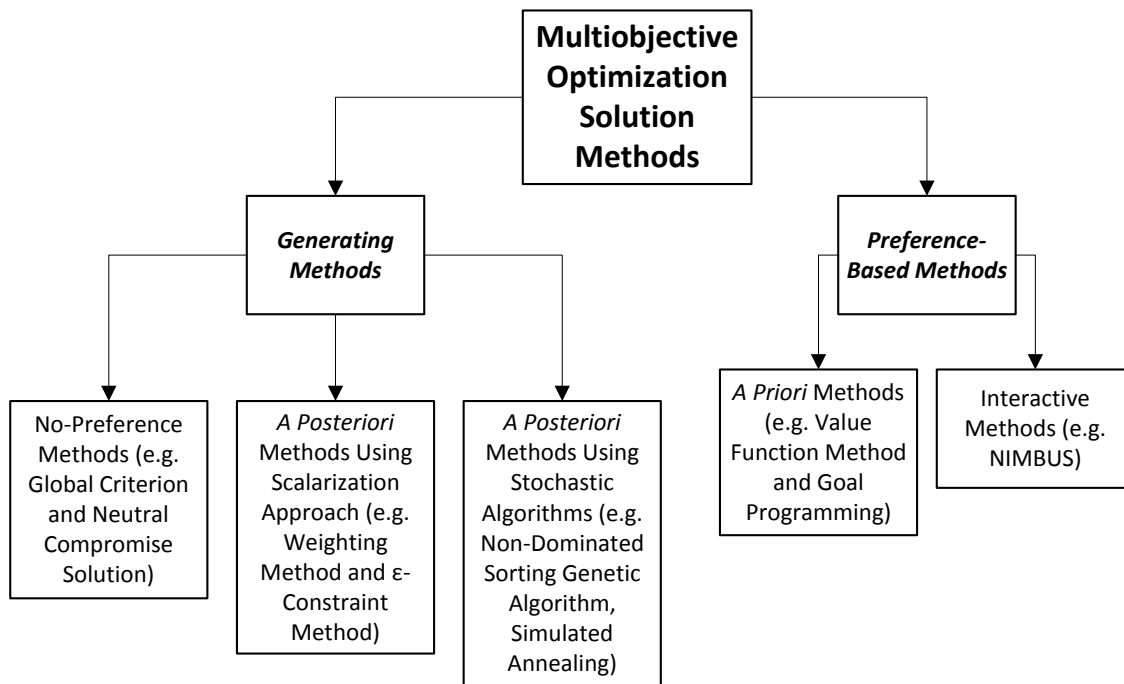 Multiobjective
Optimization
Solution
Methods
Generating
Methods
Preference-
Based Methods
No-Preference
Methods (e.g.
Global Criterion
and Neutral
Compromise
Solution)
A Posteriori
Methods Using
Scalarization
Approach (e.g.
Weighting
Method and ε-
Constraint
Method)
A Posteriori
Methods Using
Stochastic
Algorithms (e.g.
Non-Dominated
Sorting Genetic
Algorithm,
Simulated
Annealing)
A Priori Methods
(e.g. Value
Function Method
and Goal
Programming)
Interactive
Methods (e.g.
NIMBUS)